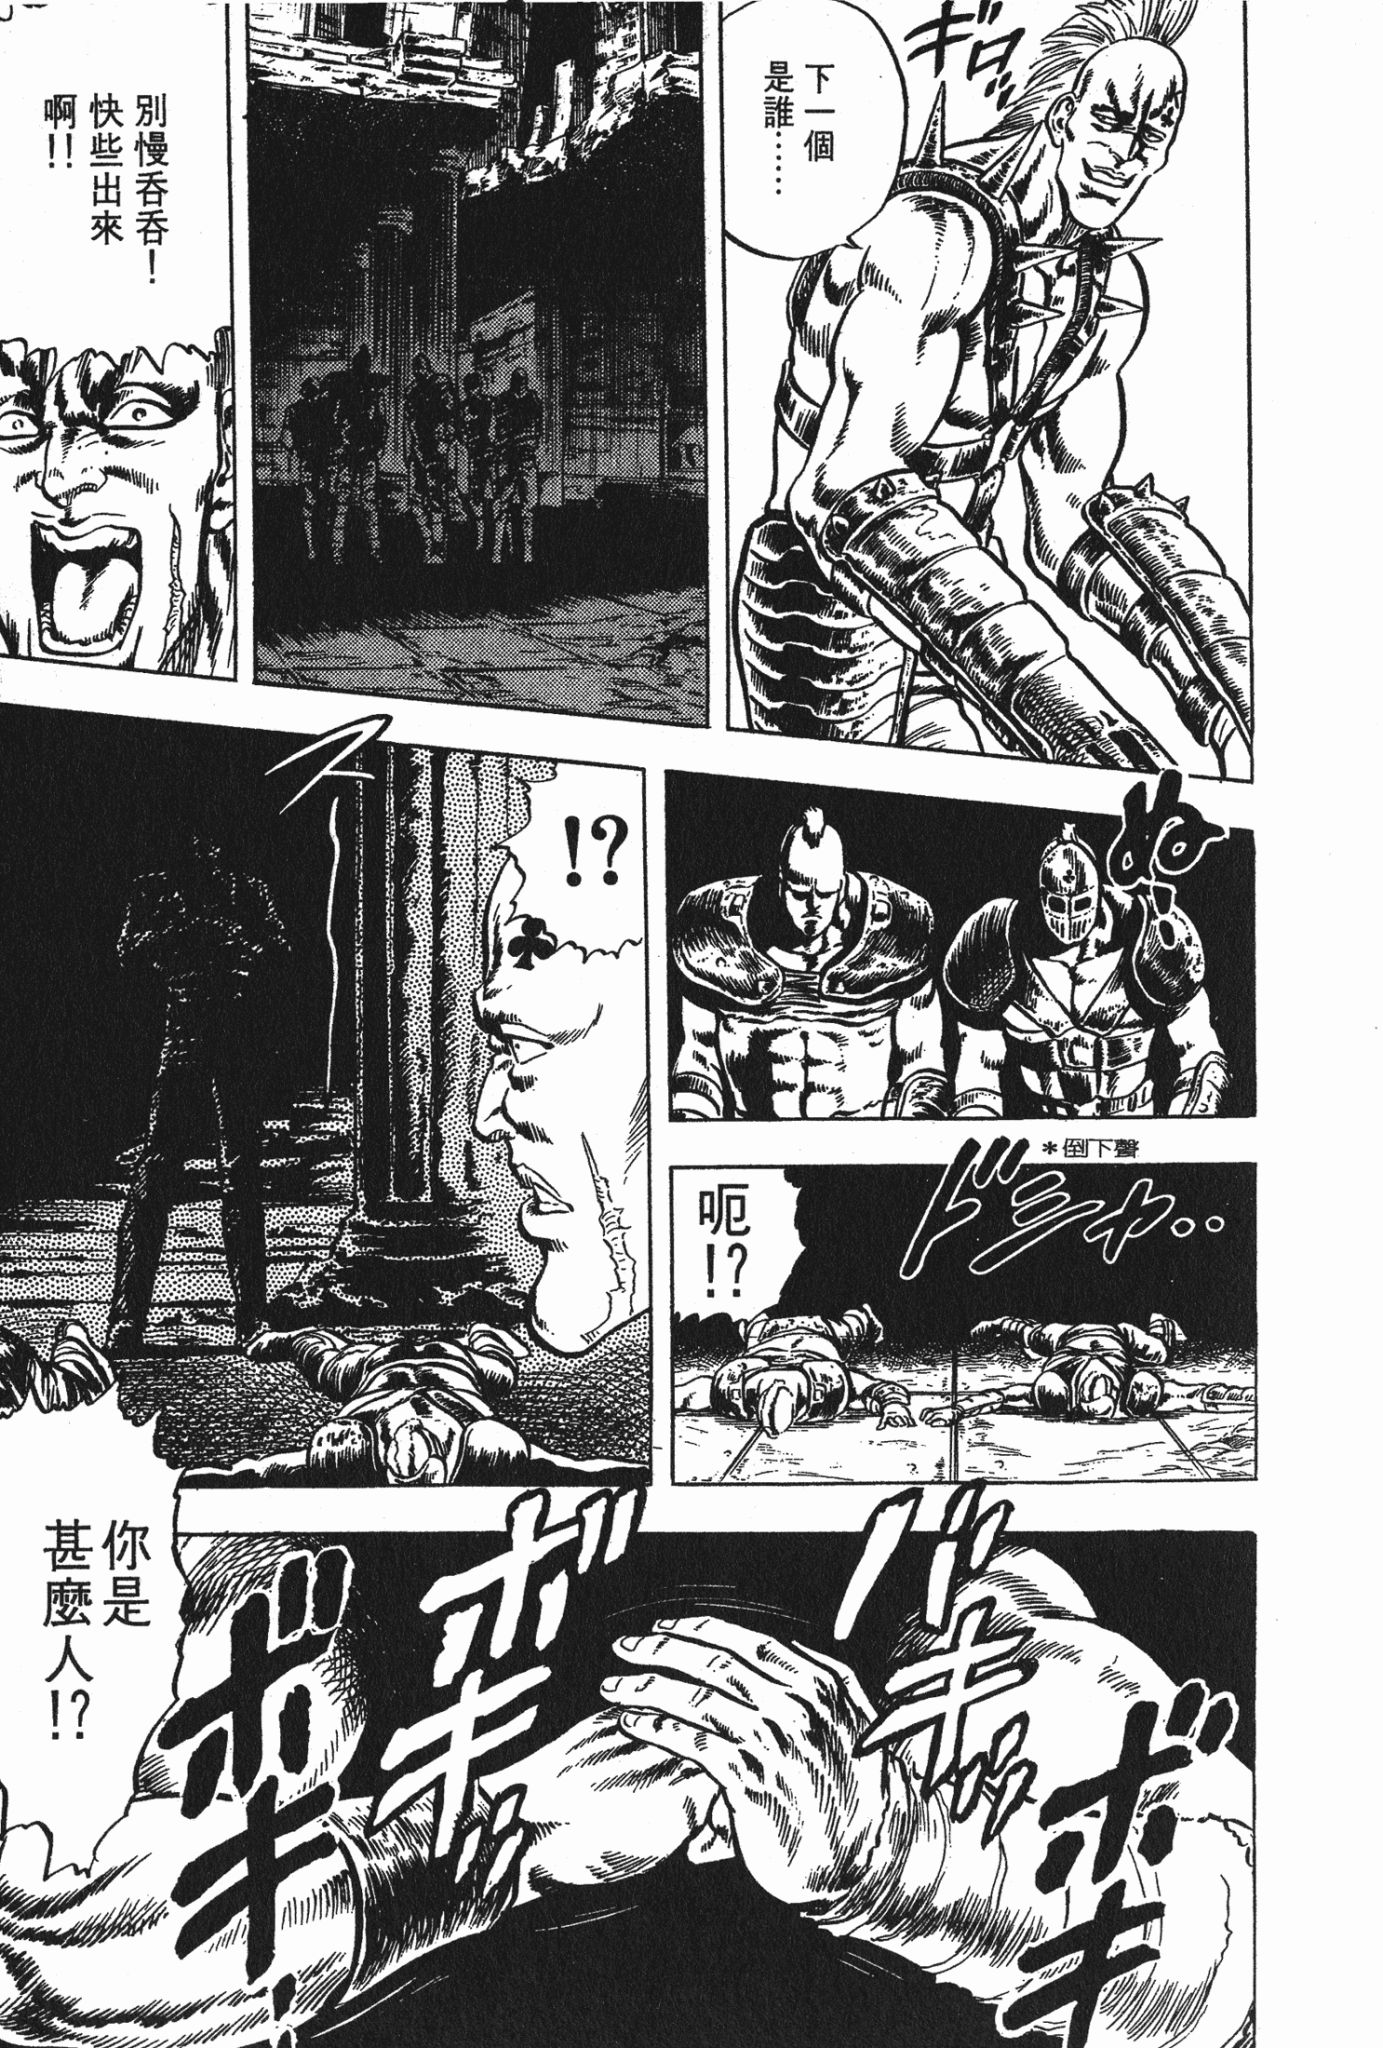 ギロッ
下一個
是誰……
別慢吞吞！
快些出來
啊!!
ぬぅ
!?
＊倒下聲
ドシャ‥
呃!?
バキ
ボキ
ボキ
ボキ
你是
甚麼人!?